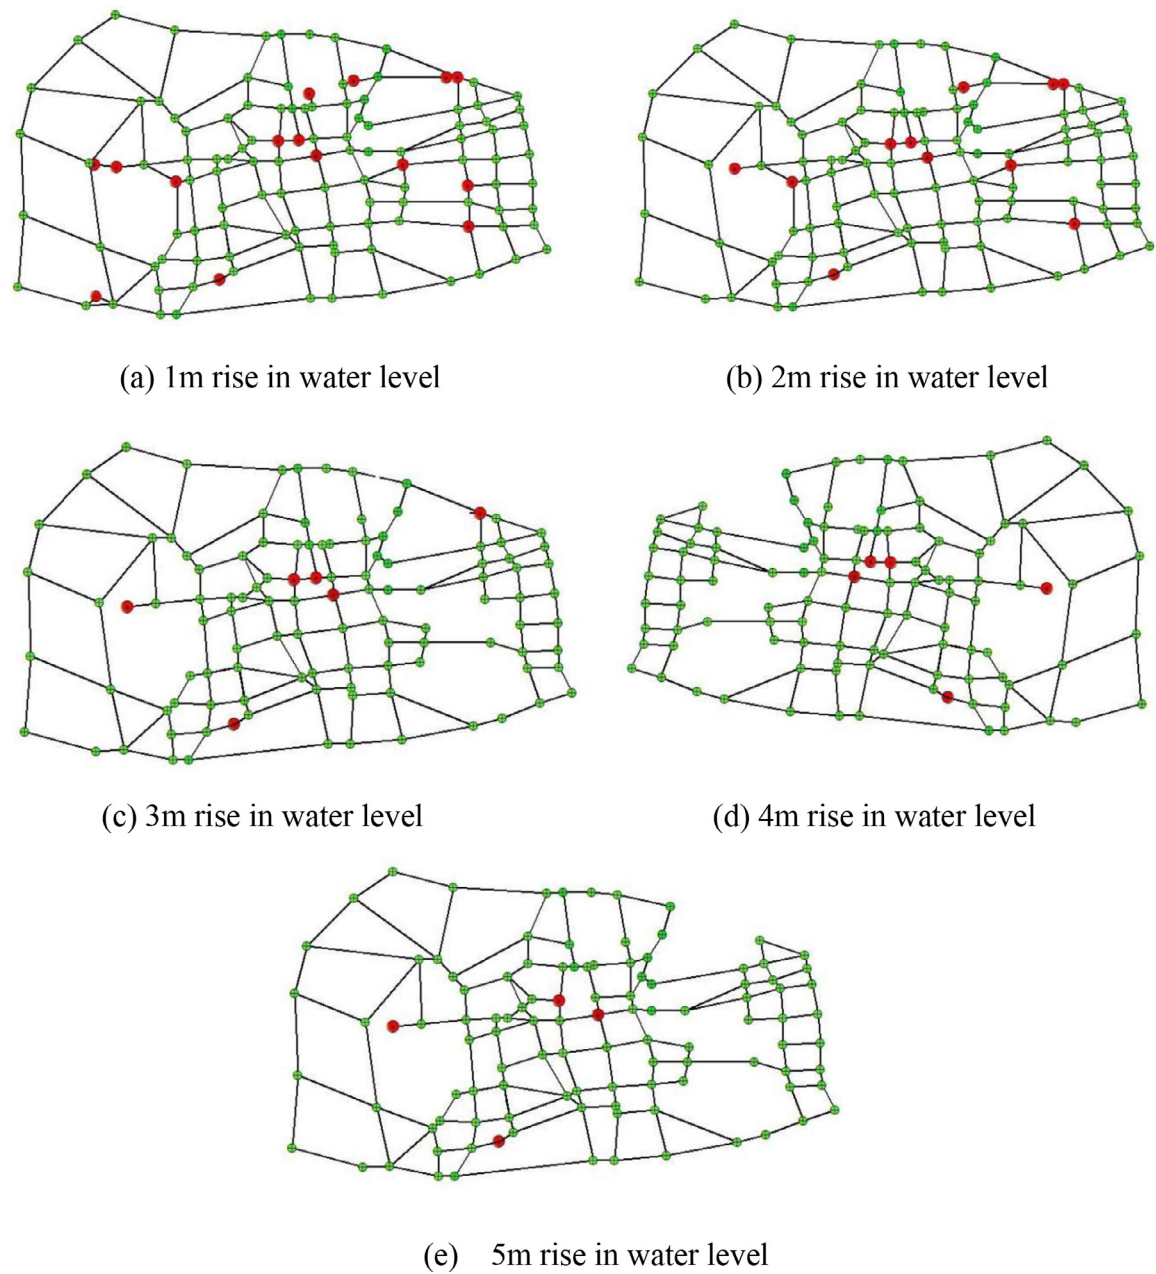 (a) 1m rise in water level
(b) 2m rise in water level
(c) 3m rise in water level
(d) 4m rise in water level
(e) 5m rise in water level